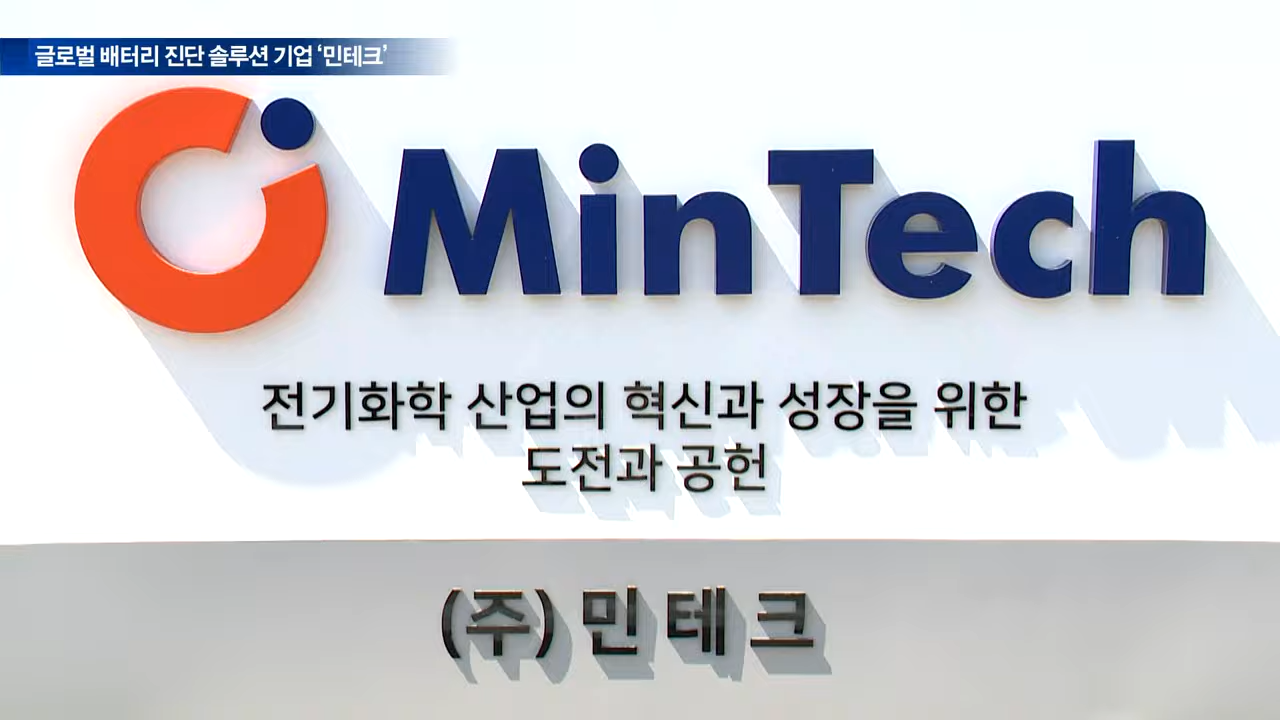 글로벌 배터리 진단 솔루션 기업 ‘민테크’
MinTech
전기화학 산업의 혁신과 성장을 위한
도전과 공헌
(주) 민테크